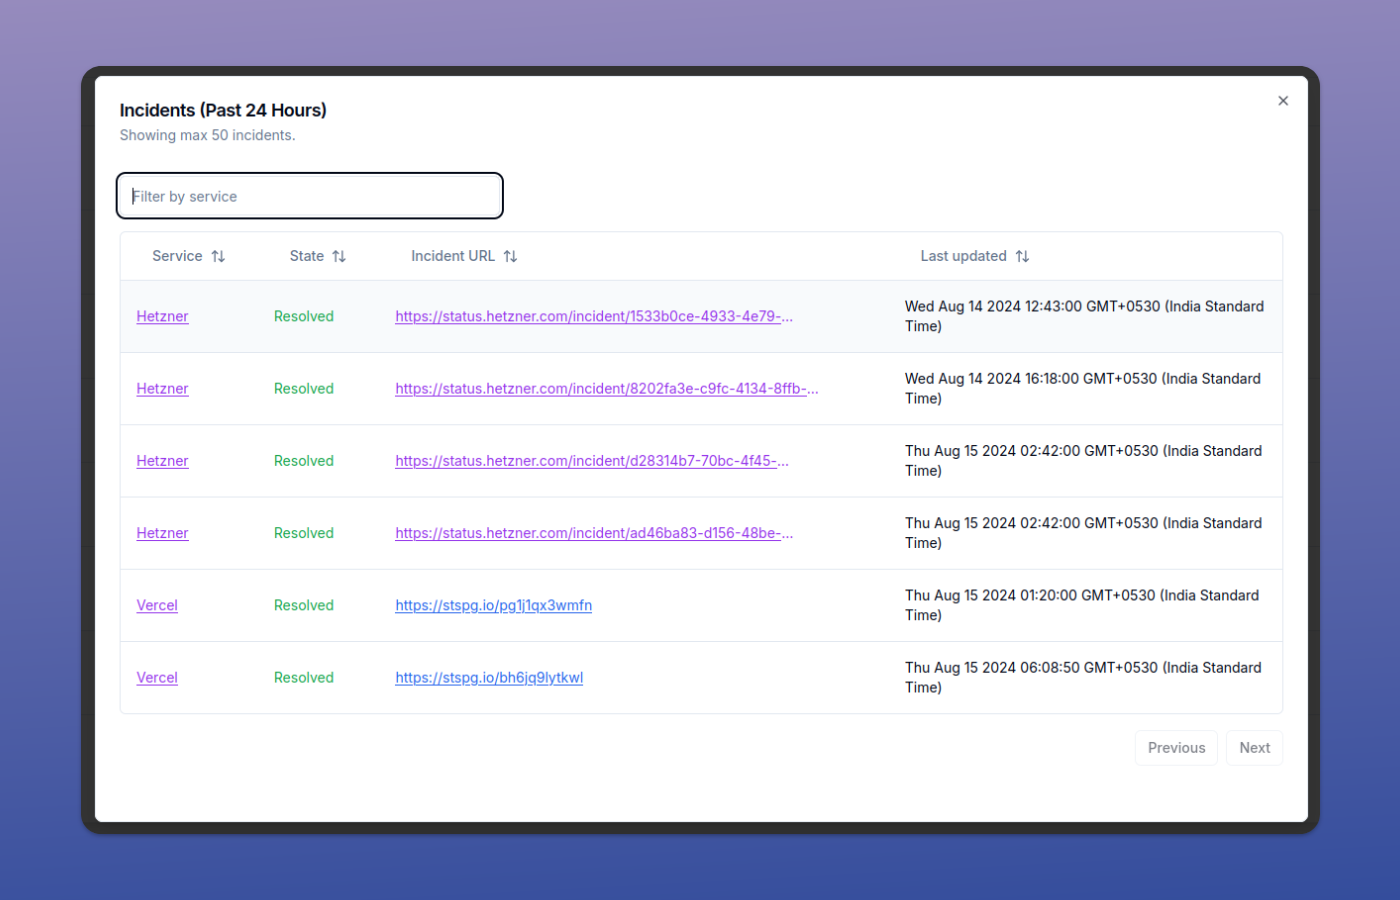 Incidents (Past 24 Hours)
Showing max 50 incidents.
Filter by service
Service State Incident URL Last updated
Hetzner Resolved https://status.hetzner.com/incident/1533b0ce-4933-4e79-... Wed Aug 14 2024 12:43:00 GMT+0530 (India Standard
Time)
Hetzner Resolved https://status.hetzner.com/incident/8202fa3e-c9fc-4134-8ffb-... Wed Aug 14 2024 16:18:00 GMT+0530 (India Standard
Time)
Hetzner Resolved https://status.hetzner.com/incident/d28314b7-70bc-4f45-... Thu Aug 15 2024 02:42:00 GMT+0530 (India Standard
Time)
Hetzner Resolved https://status.hetzner.com/incident/ad46ba83-d156-48be-... Thu Aug 15 2024 02:42:00 GMT+0530 (India Standard
Time)
Vercel Resolved https://stspg.io/pg1j1qx3wmfn Thu Aug 15 2024 01:20:00 GMT+0530 (India Standard
Time)
Vercel Resolved https://stspg.io/bh6jq9lytkwl Thu Aug 15 2024 06:08:50 GMT+0530 (India Standard
Time)
Previous Next